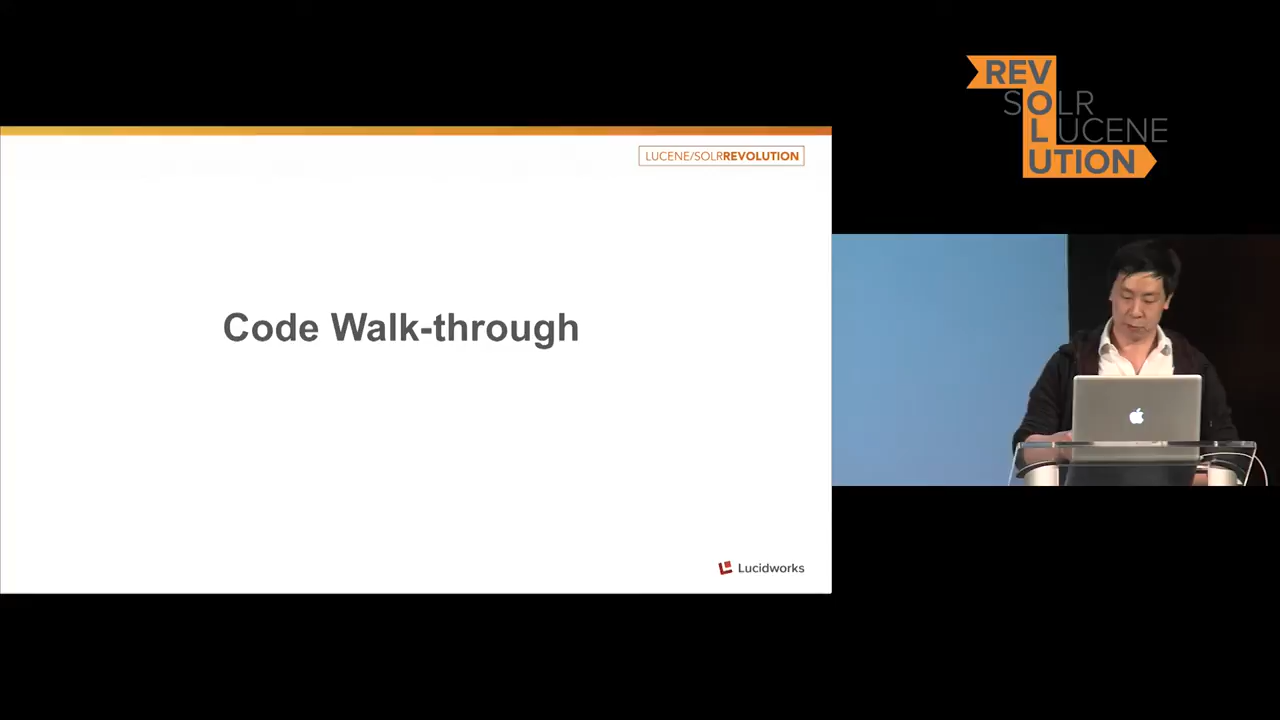 LUCENE/SOLRREVOLUTION
Code Walk-through
Lucidworks
REV
SOLR
LUCENE
UTION